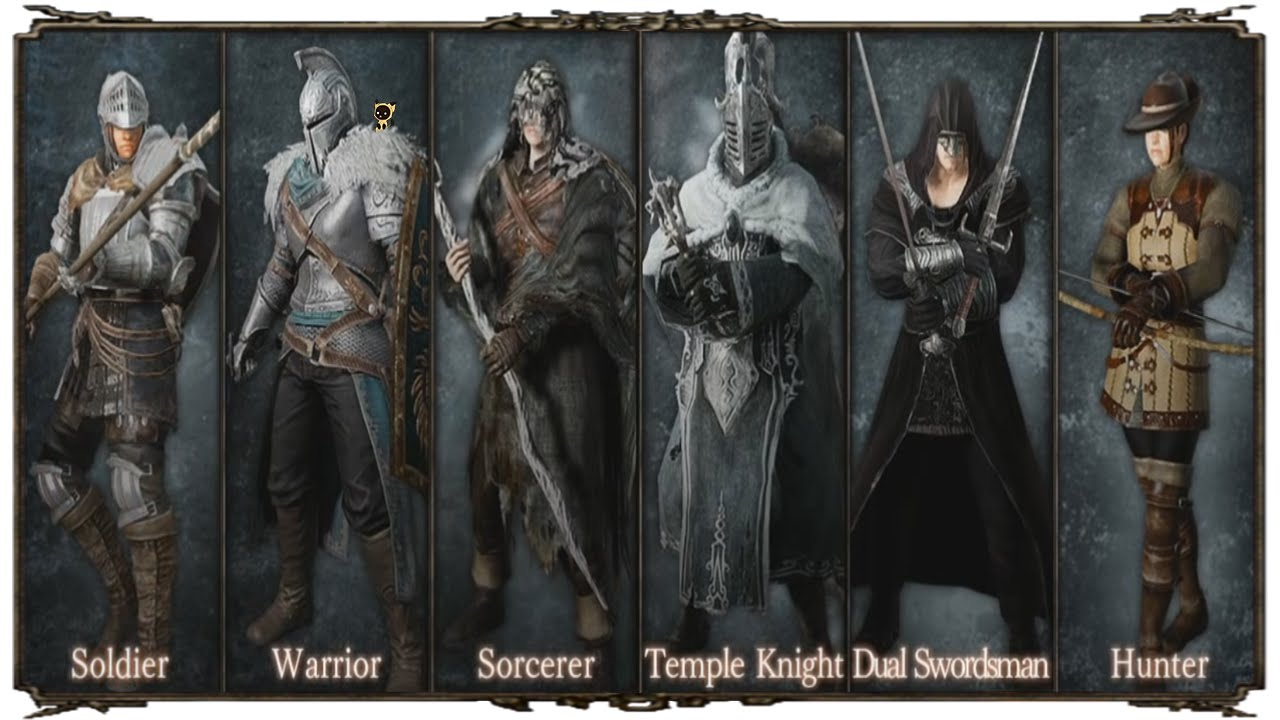 Soldier
Warrior
Sorcerer
Temple Knight
Dual Swordsman
Hunter